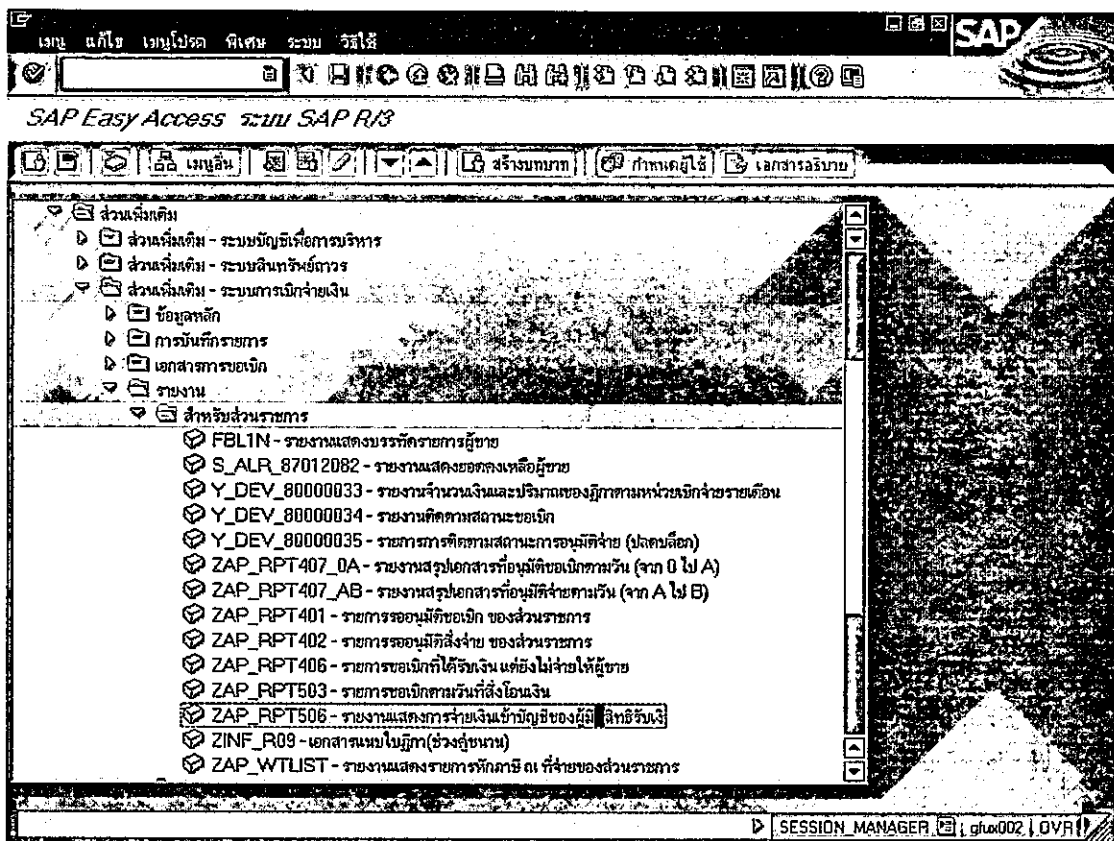 เมนู แก้ไข เมนูโปรด พิเศษ ระบบ วิธีใช้
SAP
SAP Easy Access ระบบ SAP R/3
เมนูอื่น สร้างบทบาท กำหนดผู้ใช้ เอกสารอธิบาย
ส่วนเพิ่มเติม
ส่วนเพิ่มเติม - ระบบบัญชีเพื่อการบริหาร
ส่วนเพิ่มเติม - ระบบสินทรัพย์ถาวร
ส่วนเพิ่มเติม - ระบบการเบิกจ่ายเงิน
ข้อมูลหลัก
การบันทึกรายการ
เอกสารการขอเบิก
รายงาน
สำหรับส่วนราชการ
FBL1N - รายงานแสดงบรรทัดรายการผู้ขาย
S_ALR_87012082 - รายงานแสดงยอดคงเหลือผู้ขาย
Y_DEV_80000033 - รายงานจำนวนเงินและปริมาณของฎีกาตามหน่วยเบิกจ่ายรายเดือน
Y_DEV_80000034 - รายงานติดตามสถานะขอเบิก
Y_DEV_80000035 - รายการการติดตามสถานะการอนุมัติจ่าย (ปลดบล็อก)
ZAP_RPT407_0A - รายงานสรุปเอกสารที่อนุมัติขอเบิกตามวัน (จาก 0 ไป A)
ZAP_RPT407_AB - รายงานสรุปเอกสารที่อนุมัติจ่ายตามวัน (จาก A ไป B)
ZAP_RPT401 - รายการรออนุมัติขอเบิก ของส่วนราชการ
ZAP_RPT402 - รายการรออนุมัติสั่งจ่าย ของส่วนราชการ
ZAP_RPT406 - รายการขอเบิกที่ได้รับเงิน แต่ยังไม่จ่ายให้ผู้ขาย
ZAP_RPT503 - รายการขอเบิกตามวันที่สั่งโอนเงิน
ZAP_RPT506 - รายงานแสดงการจ่ายเงินเข้าบัญชีของผู้มี สิทธิรับเงิ
ZINF_R09 - เอกสารแนบใบฎีกา(ช่วงคู่ขนาน)
ZAP_WTLIST - รายงานแสดงรายการหักภาษี ณ ที่จ่ายของส่วนราชการ
SESSION_MANAGER gfux002 OVR